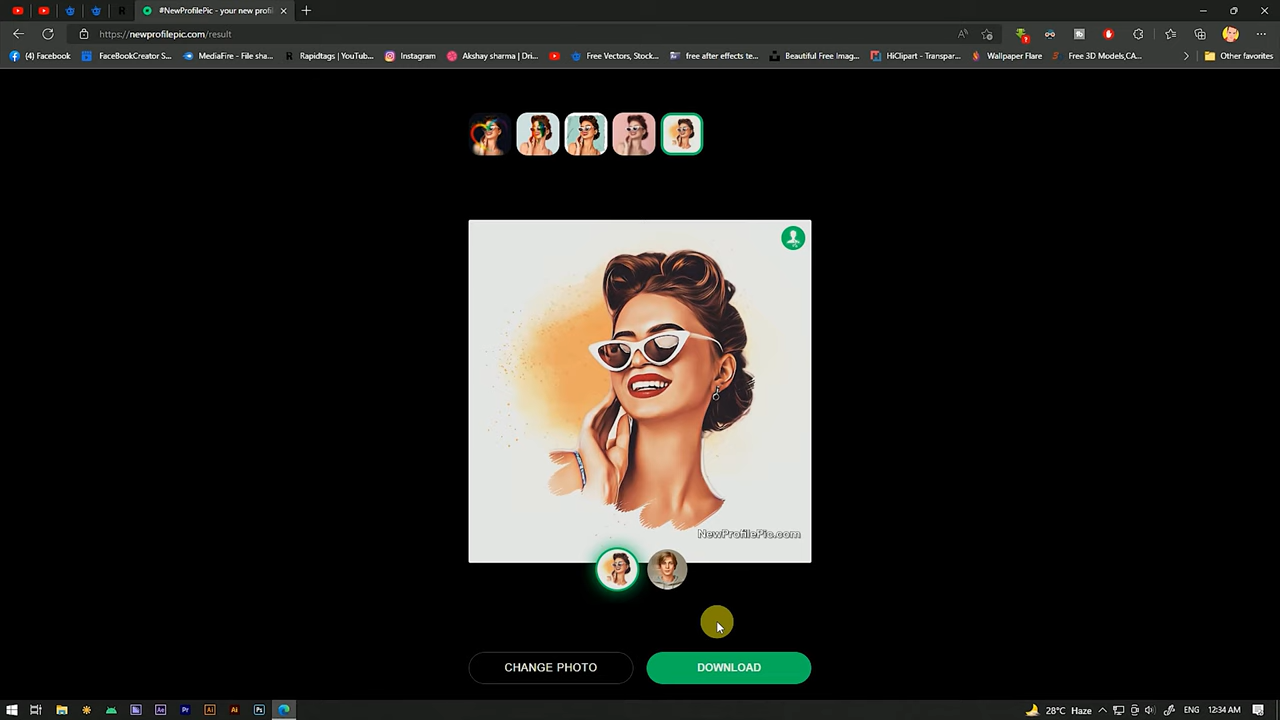 #NewProfilePic - your new profi
https://newprofilepic.com/result
(4) Facebook
FaceBookCreator S...
MediaFire - File sha...
Rapidtags | YouTub...
Instagram
Akshay sharma | Dri...
Free Vectors, Stock...
free after effects te...
Beautiful Free Imag...
HiClipart - Transpar...
Wallpaper Flare
Free 3D Models,CA...
Other favorites
NewProfilePic.com
CHANGE PHOTO
DOWNLOAD
28°C Haze
ENG
12:34 AM